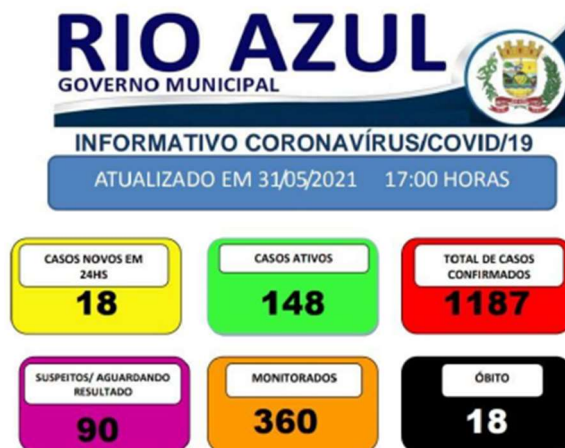 RIO AZUL
GOVERNO MUNICIPAL
INFORMATIVO CORONAVÍRUS/COVID/19
ATUALIZADO EM 31/05/2021 17:00 HORAS
CASOS NOVOS EM
24HS
18
CASOS ATIVOS
148
TOTAL DE CASOS
CONFIRMADOS
1187
SUSPEITOS/ AGUARDANDO
RESULTADO
90
MONITORADOS
360
ÓBITO
18